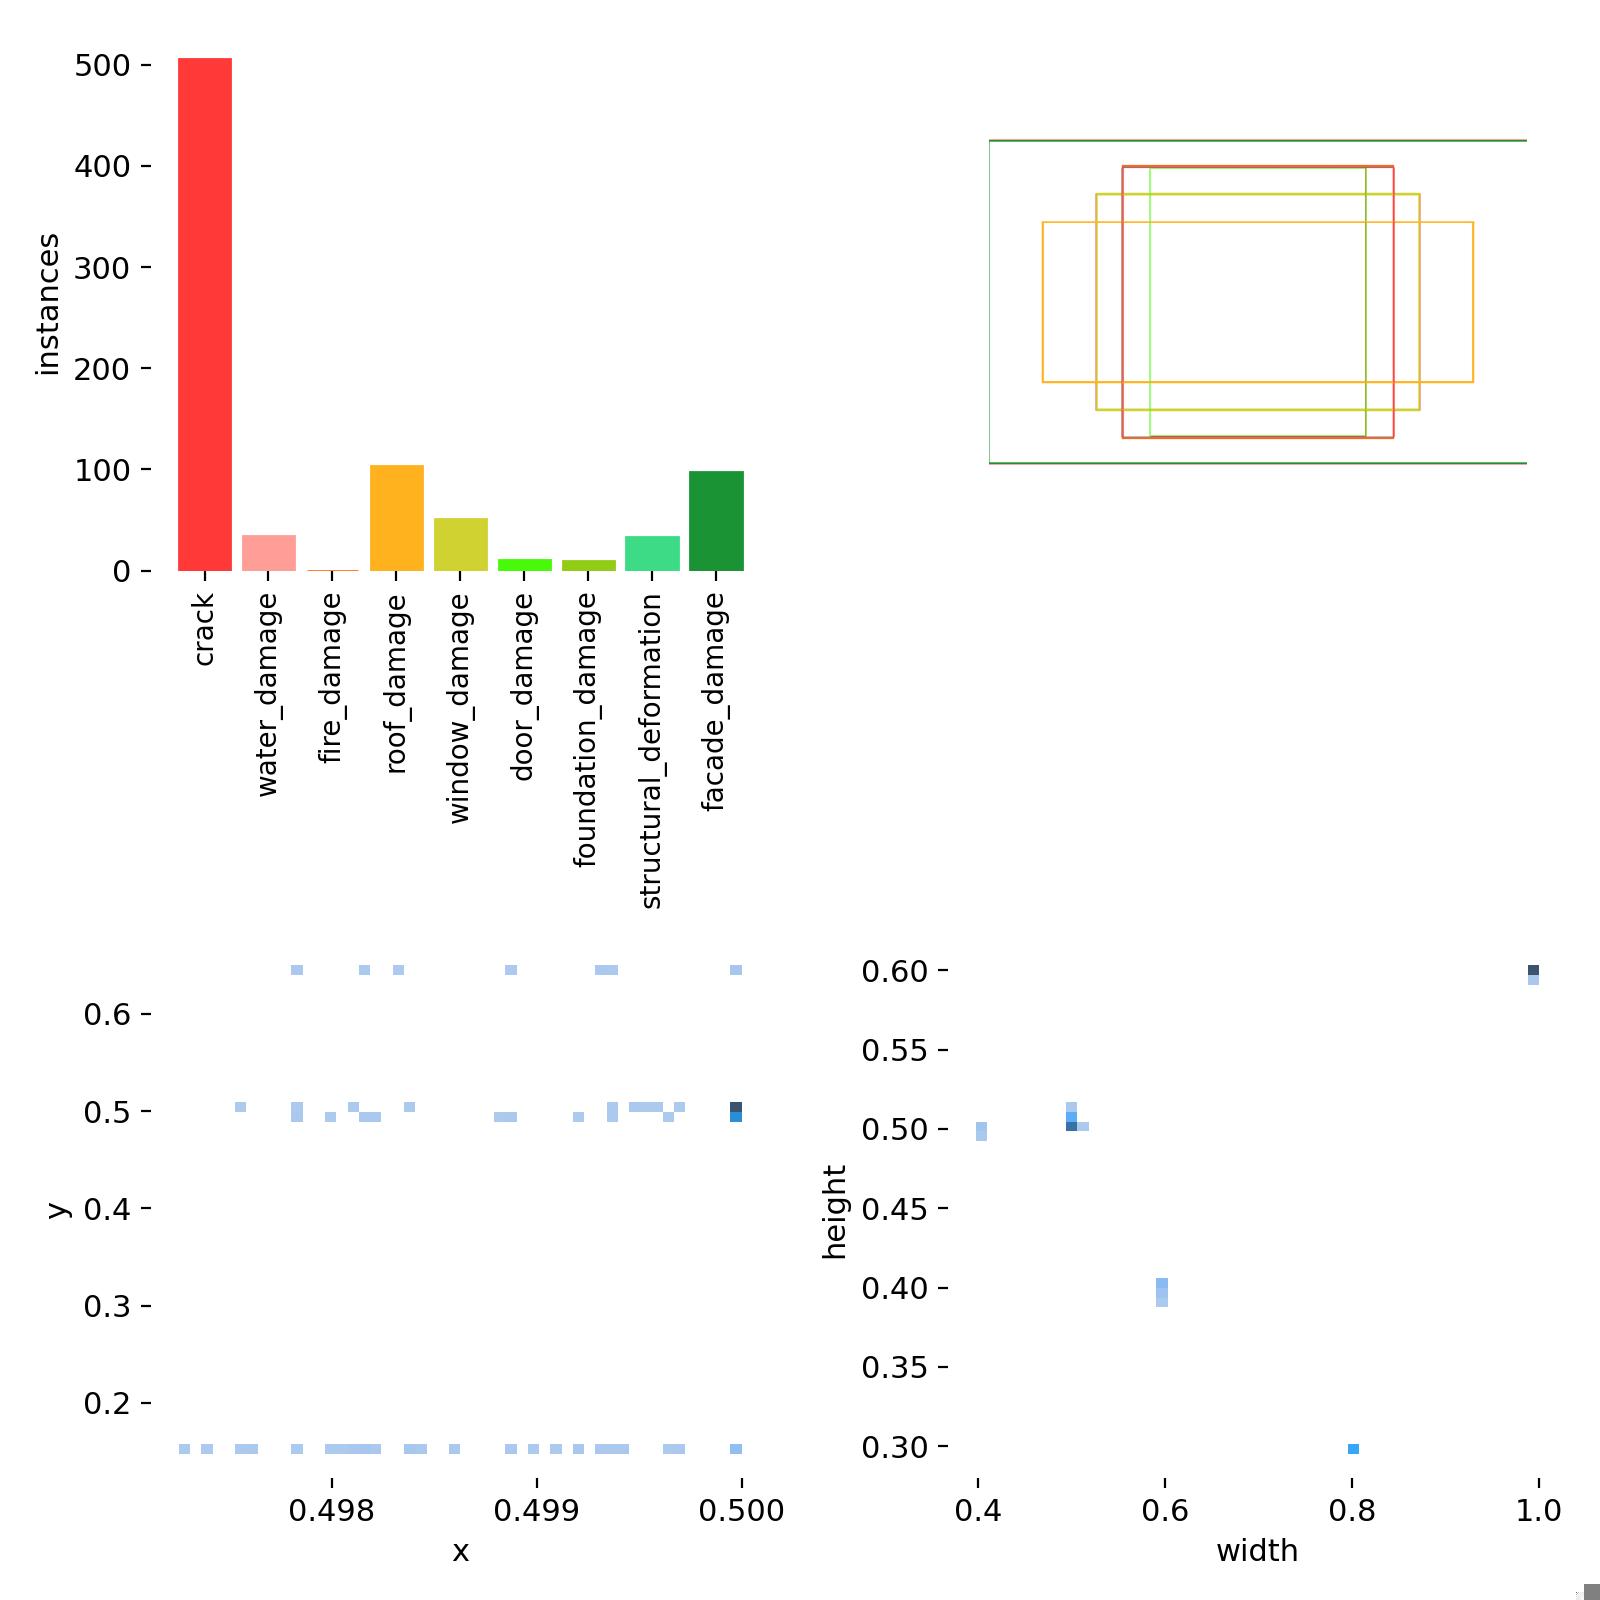 500
400
300
200
100
0
instances
crack
water_damage
fire_damage
roof_damage
window_damage
door_damage
foundation_damage
structural_deformation
facade_damage
0.6
0.5
0.4
0.3
0.2
y
0.498
0.499
0.500
x
0.60
0.55
0.50
0.45
0.40
0.35
0.30
height
0.4
0.6
0.8
1.0
width